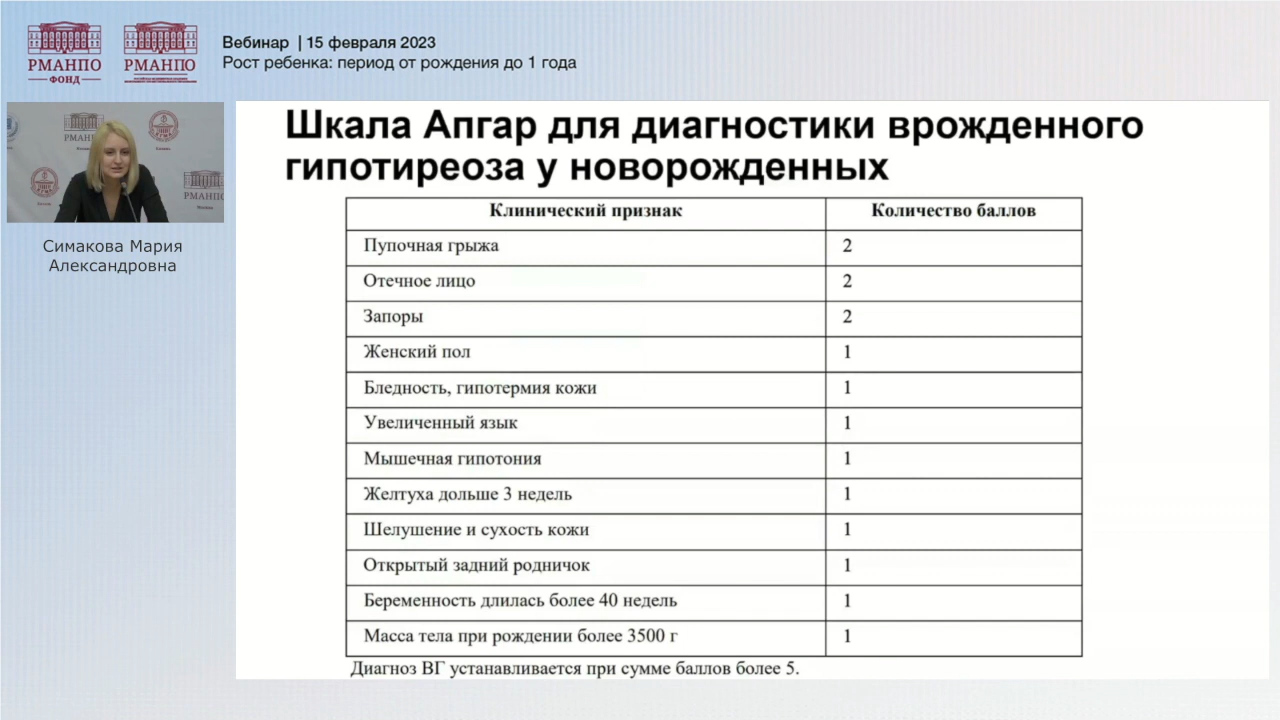 РМАНПО
ФОНД
РМАНПО
Вебинар | 15 февраля 2023
Рост ребенка: период от рождения до 1 года
Симакова Мария
Александровна
Шкала Апгар для диагностики врожденного
гипотиреоза у новорожденных
Клинический признак Количество баллов
Пупочная грыжа 2
Отечное лицо 2
Запоры 2
Женский пол 1
Бледность, гипотермия кожи 1
Увеличенный язык 1
Мышечная гипотония 1
Желтуха дольше 3 недель 1
Шелушение и сухость кожи 1
Открытый задний родничок 1
Беременность длилась более 40 недель 1
Масса тела при рождении более 3500 г 1
Диагноз ВГ устанавливается при сумме баллов более 5.